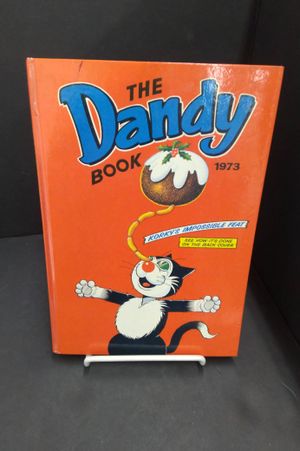 THE
Dandy
BOOK 1973
KORKY'S IMPOSSIBLE FEAT
SEE HOW IT'S DONE
ON THE BACK COVER